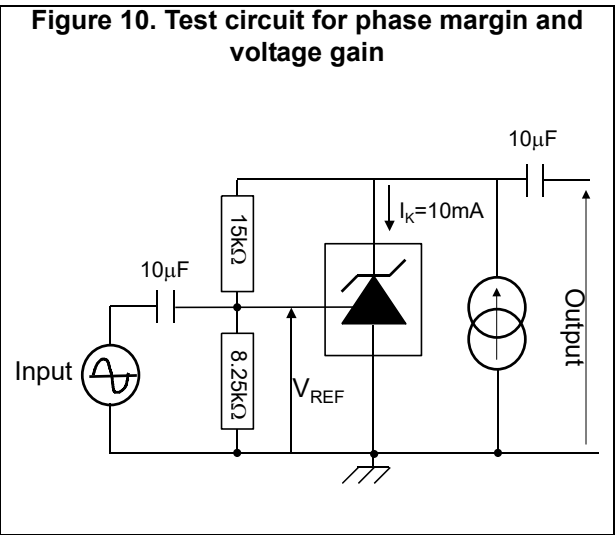 Figure 10. Test circuit for phase margin and
voltage gain
10μF
I_K=10mA
15kΩ
10μF
Output
Input
8.25kΩ
V_REF